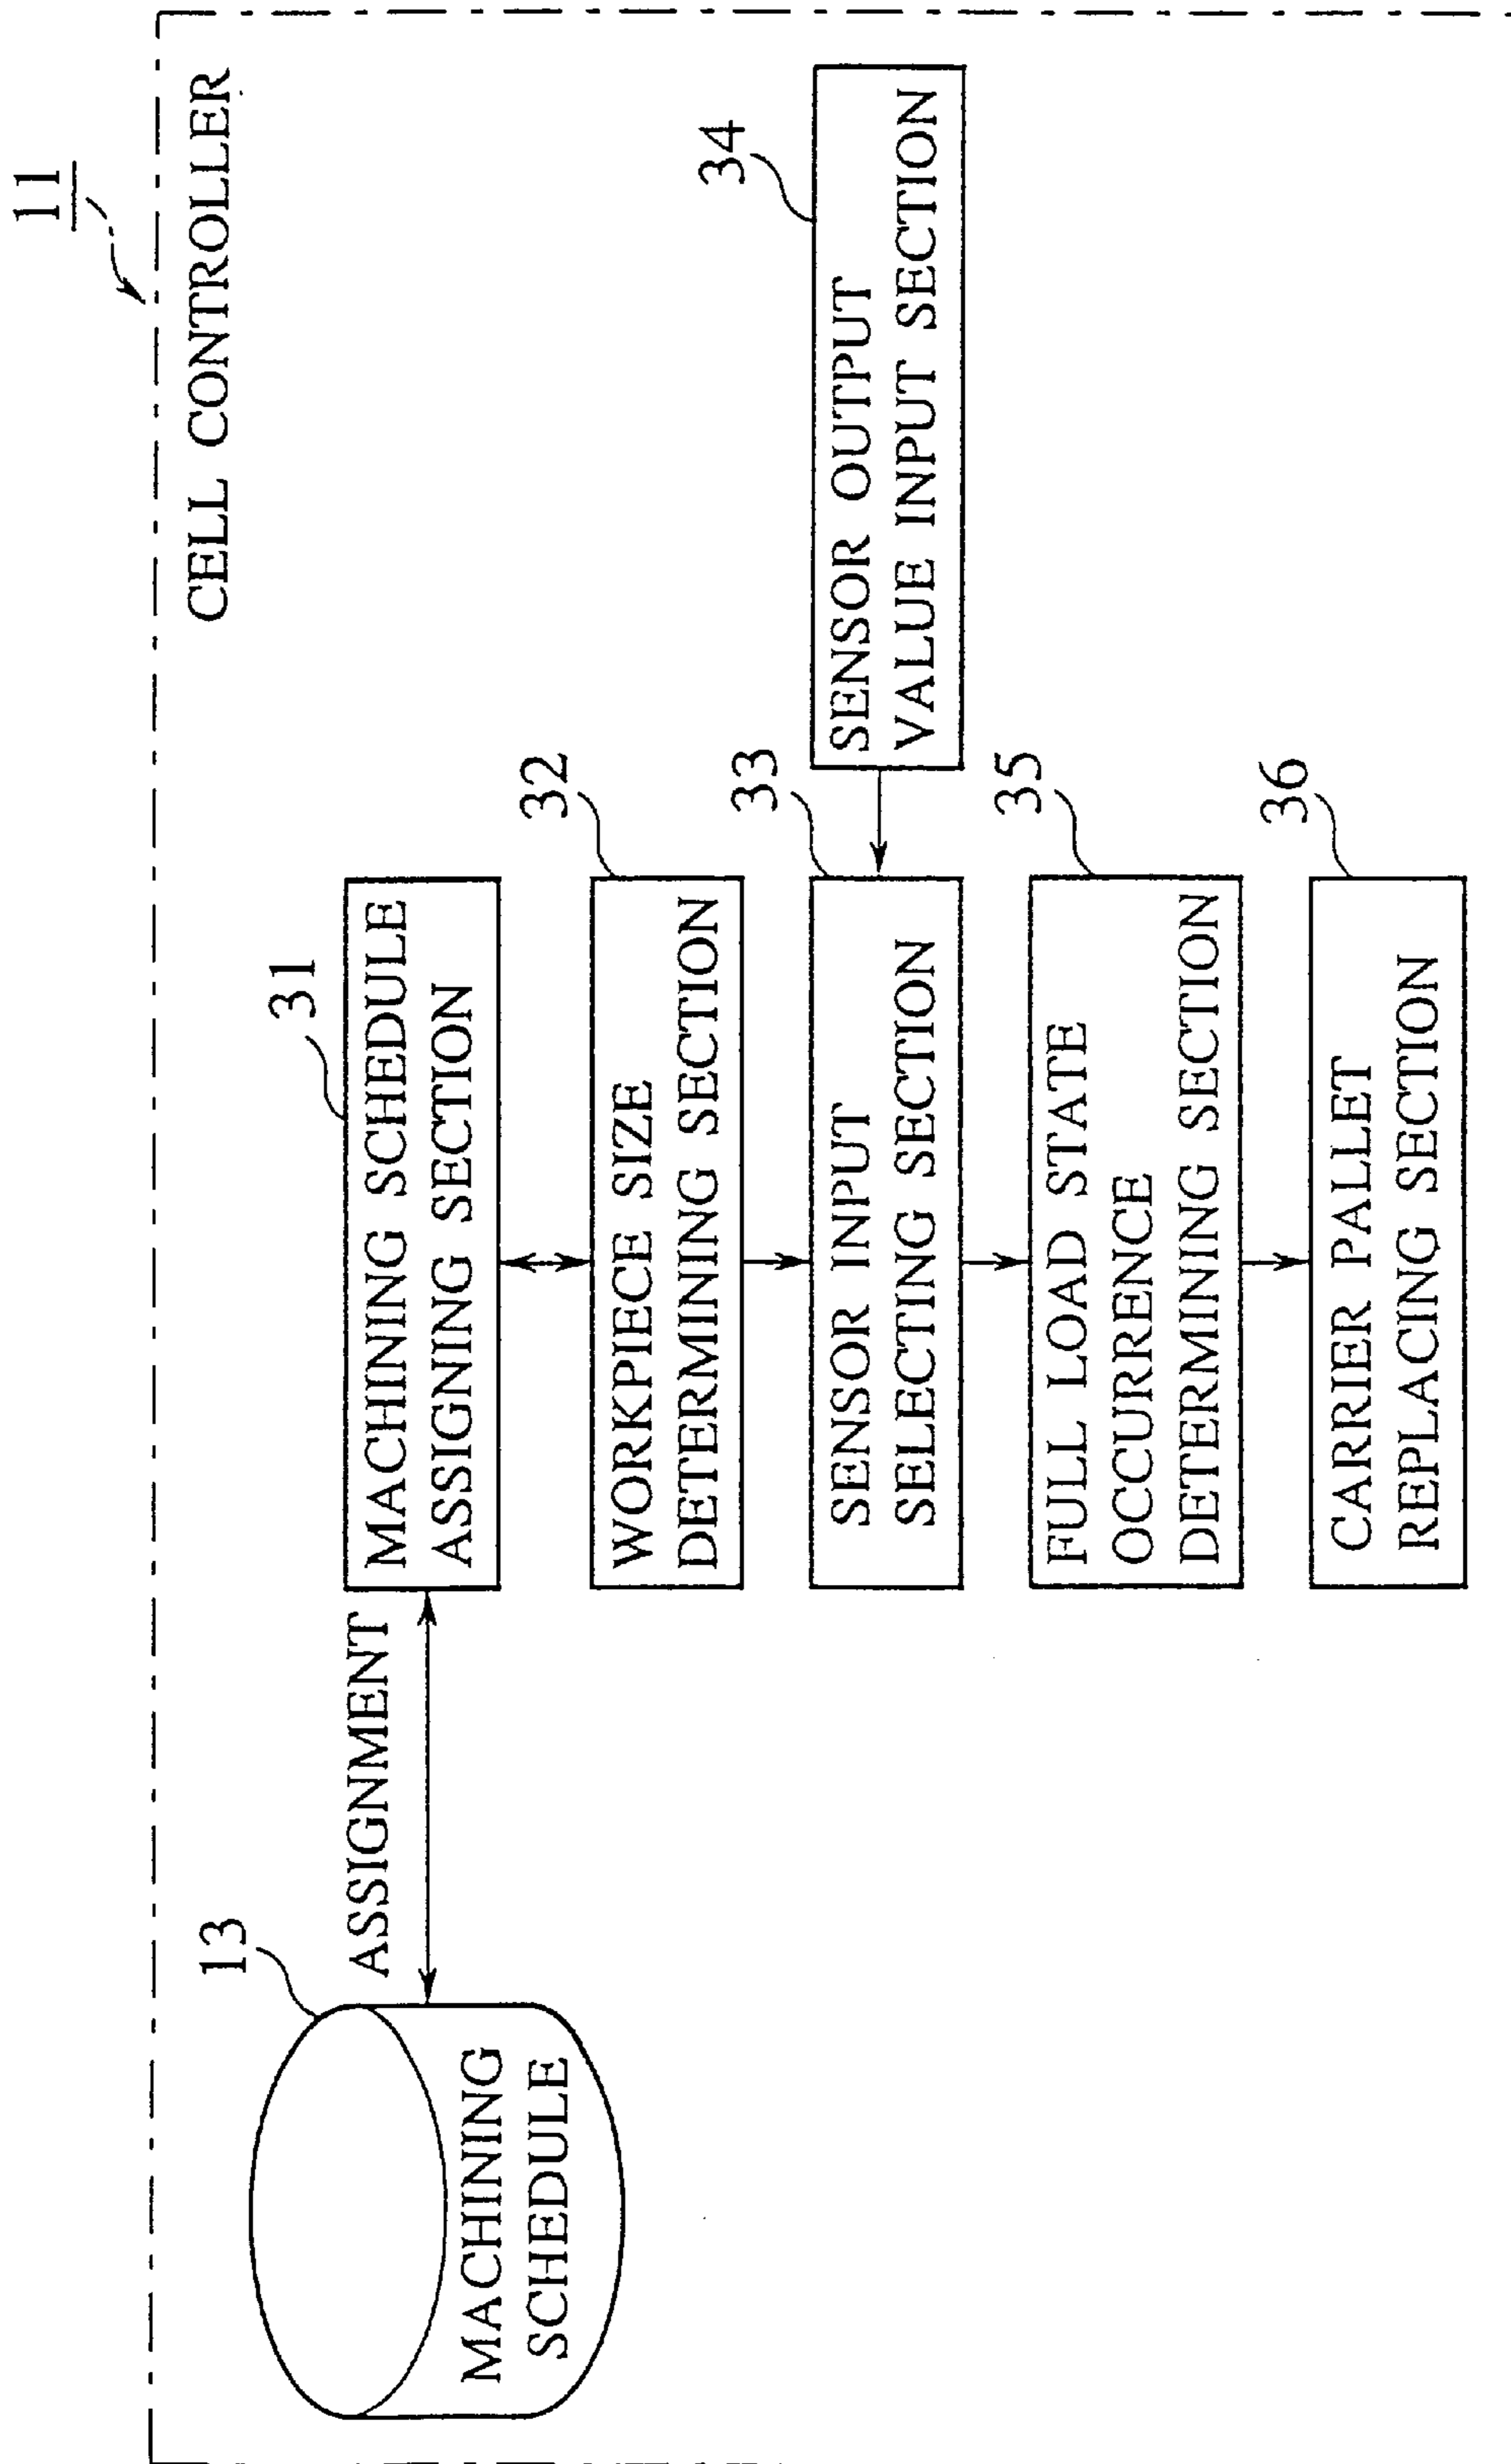 11
CELL CONTROLLER
13
MACHINING
SCHEDULE
ASSIGNMENT
31
MACHINING SCHEDULE
ASSIGNING SECTION
32
WORKPIECE SIZE
DETERMINING SECTION
33
SENSOR INPUT
SELECTING SECTION
34
SENSOR OUTPUT
VALUE INPUT SECTION
35
FULL LOAD STATE
OCCURRENCE
DETERMINING SECTION
36
CARRIER PALLET
REPLACING SECTION